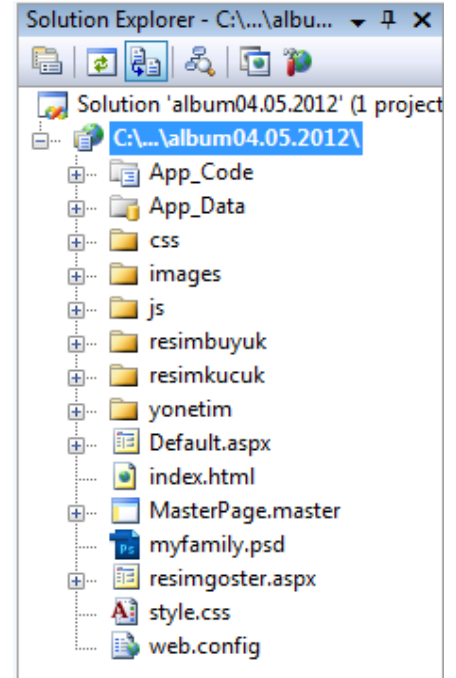 Solution Explorer - C:\...\albu...
Solution 'album04.05.2012' (1 project
C:\...\album04.05.2012\
App_Code
App_Data
css
images
js
resimbuyuk
resimkucuk
yonetim
Default.aspx
index.html
MasterPage.master
Ps myfamily.psd
resimgoster.aspx
style.css
web.config